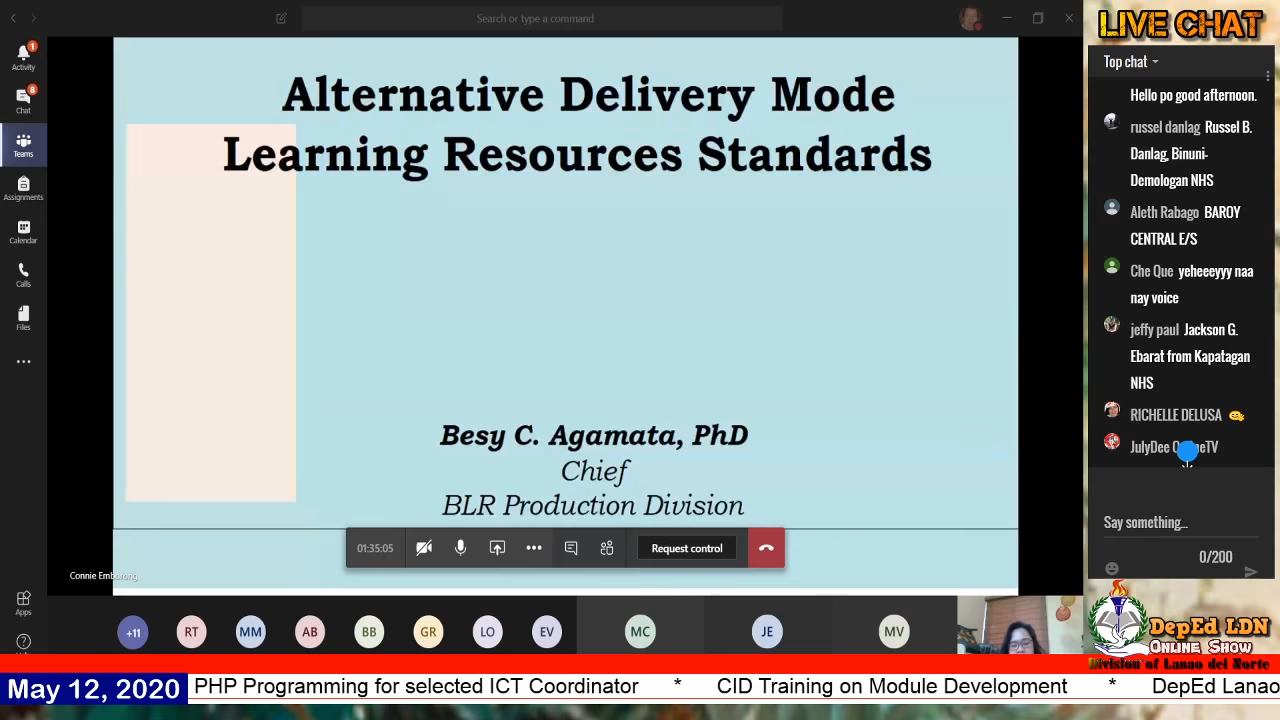 Search or type a command
LIVE CHAT
1
Activity
8
Chat
Teams
Assignments
Calendar
Calls
Files
Apps
Alternative Delivery Mode
Learning Resources Standards
Besy C. Agamata, PhD
Chief
BLR Production Division
01:35:05
Request control
Connie Emborong
+11
RT
MM
AB
BB
GR
LO
EV
MC
JE
MV
Top chat
Hello po good afternoon.
russel danlag Russel B.
Danlag, Binuni-
Demologan NHS
Aleth Rabago BAROY
CENTRAL E/S
Che Que yeheeeyyy naa
nay voice
jeffy paul Jackson G.
Ebarat from Kapatagan
NHS
RICHELLE DELUSA
JulyDee
Say something...
0/200
DepEd LDN
ONLINE SHOW
Division of Lanao del Norte
May 12, 2020
PHP Programming for selected ICT Coordinator * CID Training on Module Development * DepEd Lanao